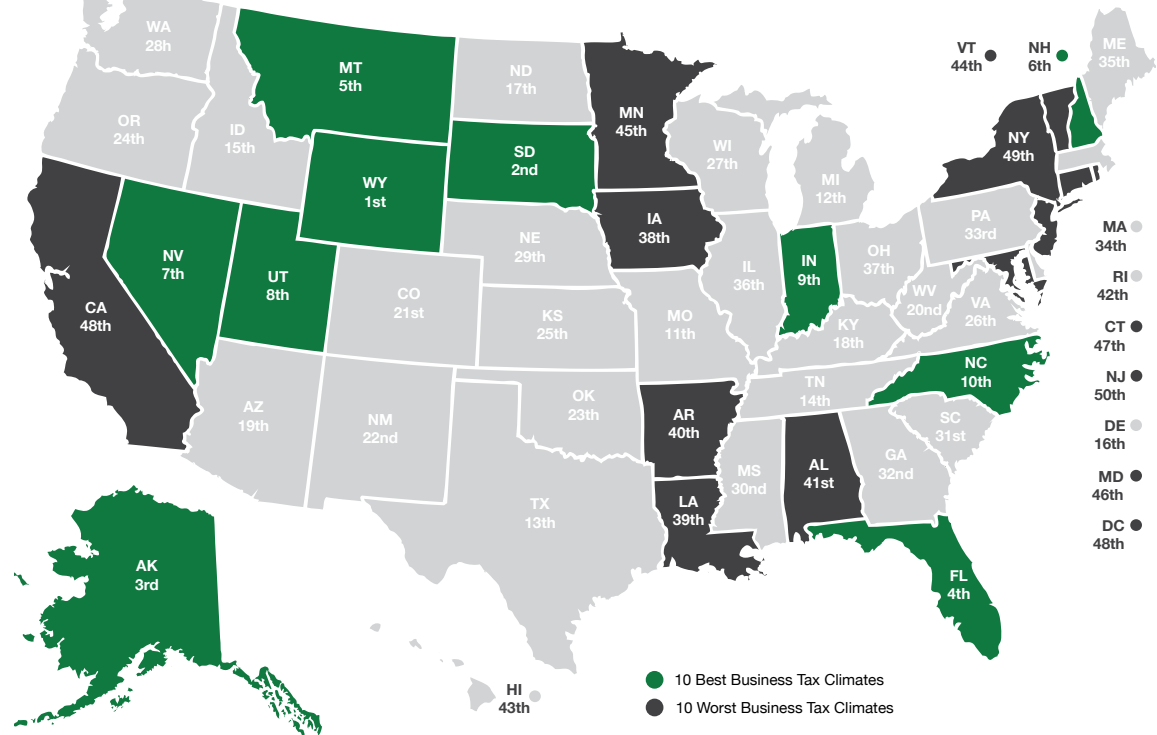 WA
28h
OR
24th
ID
15th
MT
5th
ND
17th
MN
45th
SD
2nd
WY
1st
WI
27th
MI
12th
VT
44th
NH
6th
ME
35th
NY
49th
CA
48th
NV
7th
UT
8th
CO
21st
NE
29th
IA
38th
KS
25th
MO
11th
IL
36th
IN
9th
OH
37th
PA
33rd
WV
20nd
VA
26th
KY
18th
MA
34th
RI
42th
CT
47th
NJ
50th
DE
16th
MD
46th
DC
48th
AZ
19th
NM
22nd
OK
23th
AR
40th
TN
14th
NC
10th
SC
31st
TX
13th
LA
39th
MS
30nd
AL
41st
GA
32nd
FL
4th
AK
3rd
HI
43th
10 Best Business Tax Climates
10 Worst Business Tax Climates